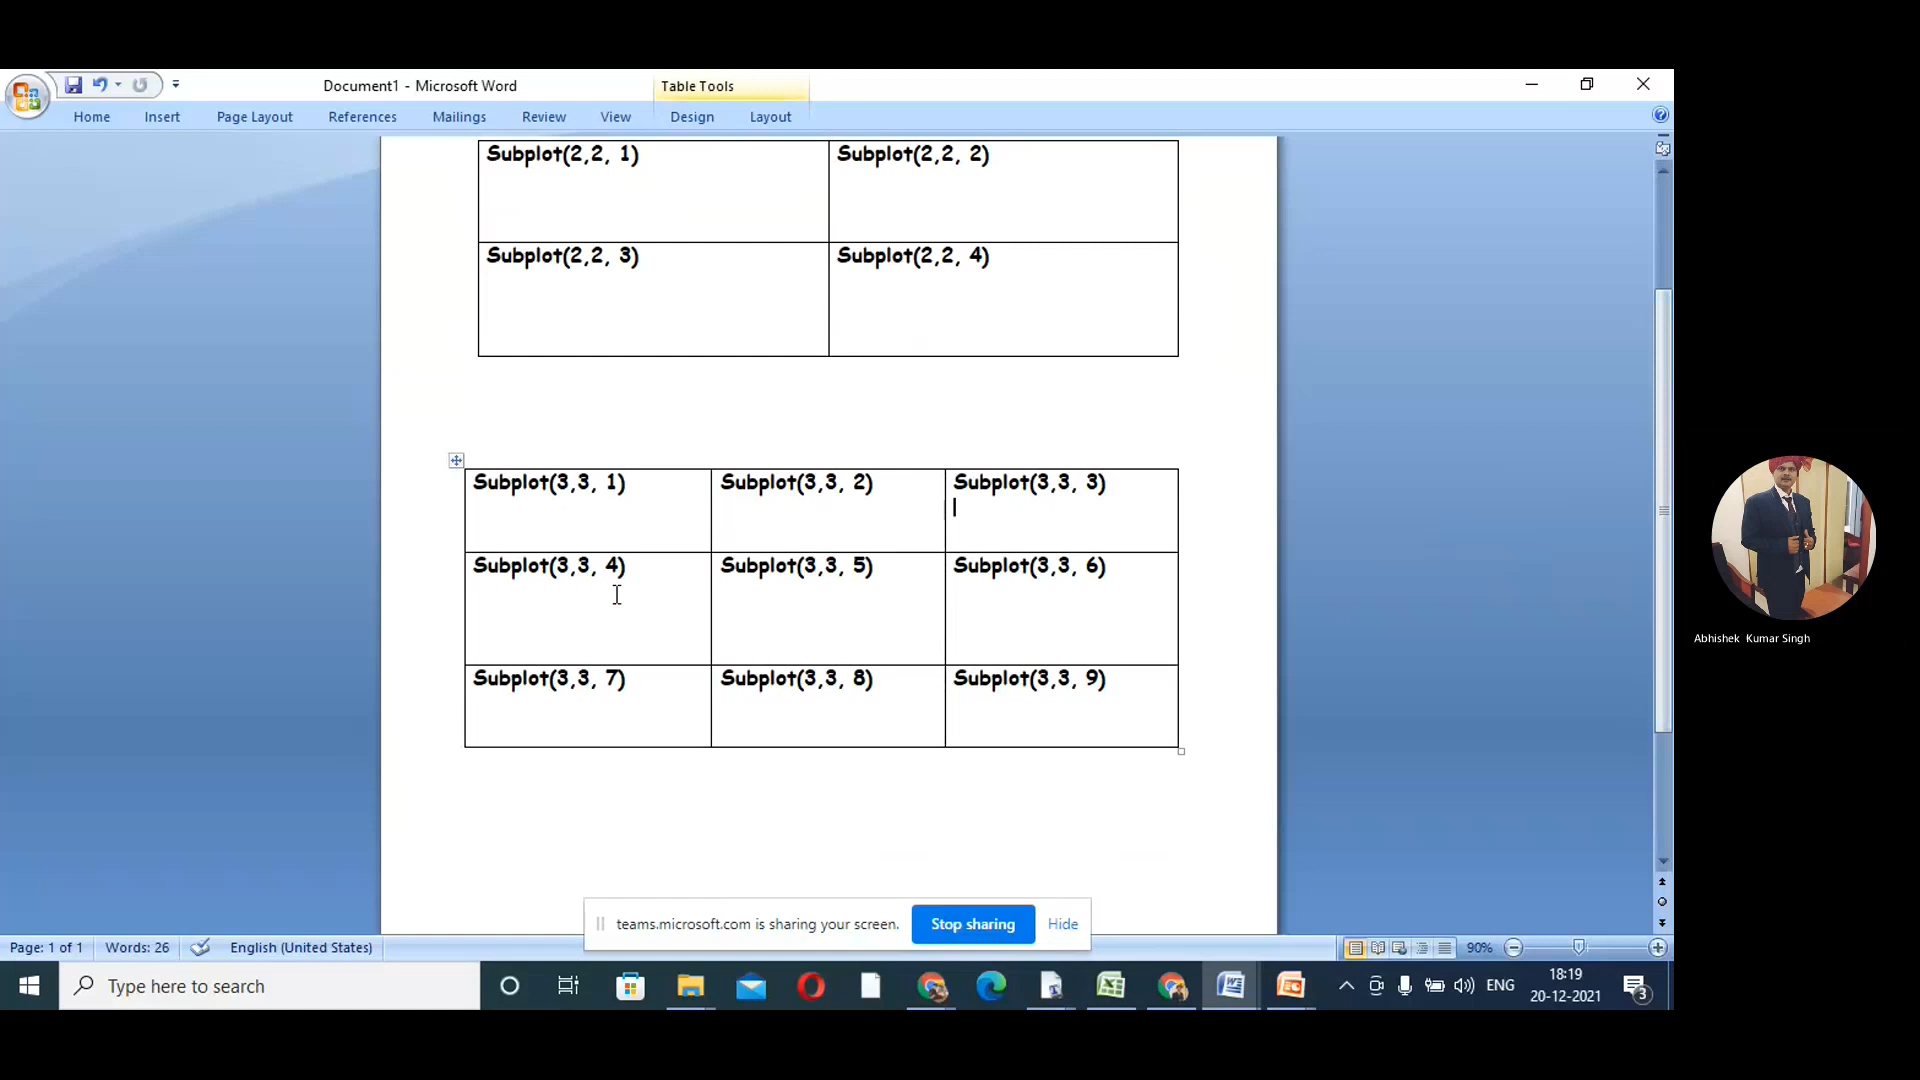 Document1 - Microsoft Word
Table Tools
Home Insert Page Layout References Mailings Review View Design Layout
Subplot(2,2, 1) Subplot(2,2, 2)
Subplot(2,2, 3) Subplot(2,2, 4)
Subplot(3,3, 1) Subplot(3,3, 2) Subplot(3,3, 3)
Subplot(3,3, 4) Subplot(3,3, 5) Subplot(3,3, 6)
Subplot(3,3, 7) Subplot(3,3, 8) Subplot(3,3, 9)
Abhishek Kumar Singh
teams.microsoft.com is sharing your screen. Stop sharing Hide
Page: 1 of 1 Words: 26 English (United States) 90%
Type here to search
ENG
18:19
20-12-2021
3